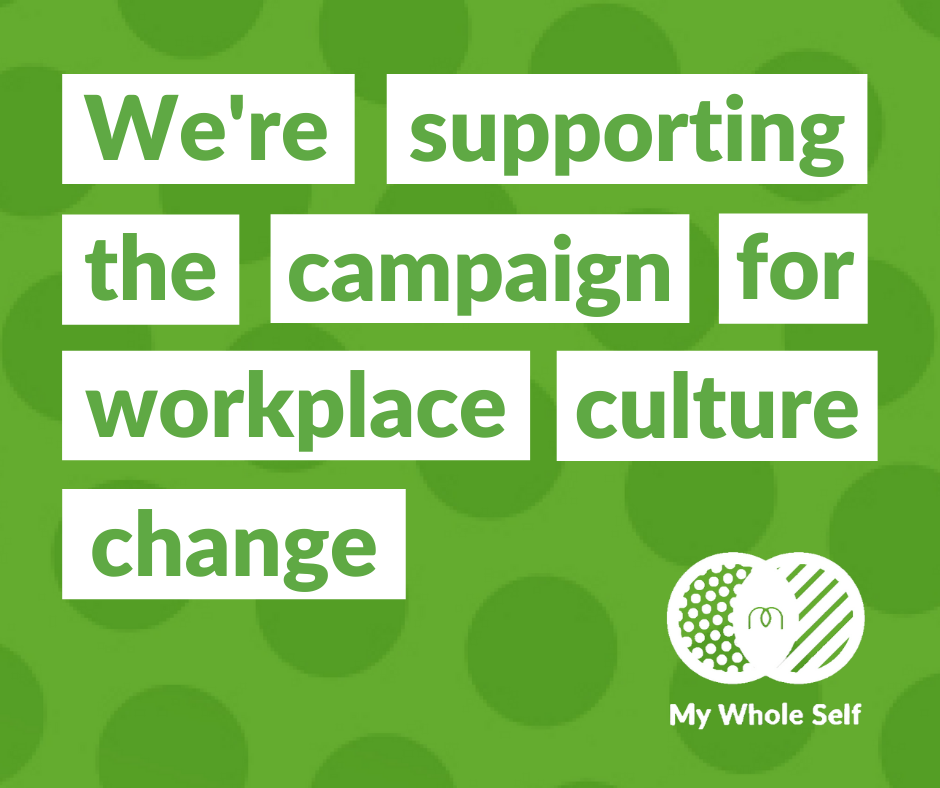 We're supporting
the campaign for
workplace culture
change
My Whole Self